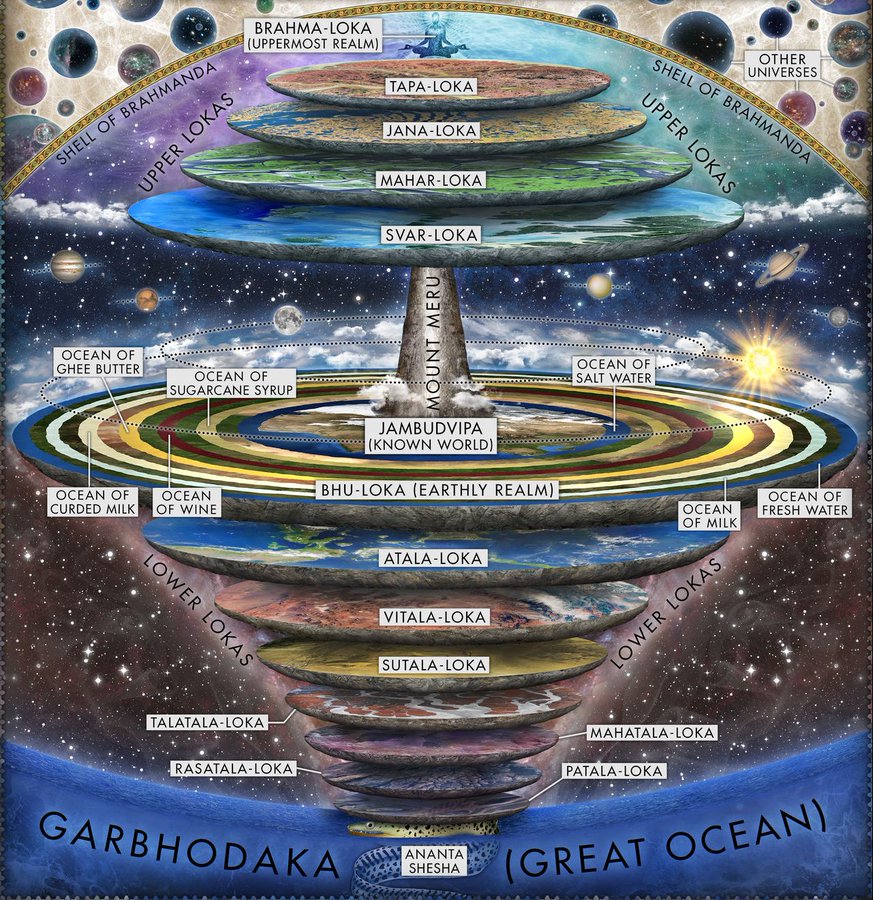 BRAHMA-LOKA
(UPPERMOST REALM)
OTHER
UNIVERSES
SHELL OF BRAHMANDA
SHELL OF BRAHMANDA
UPPER LOKAS
UPPER LOKAS
TAPA-LOKA
JANA-LOKA
MAHAR-LOKA
SVAR-LOKA
MOUNT MERU
OCEAN OF
GHEE BUTTER
OCEAN OF
SUGARCANE SYRUP
OCEAN OF
SALT WATER
JAMBUDVIPA
(KNOWN WORLD)
BHU-LOKA (EARTHLY REALM)
OCEAN OF
CURDED MILK
OCEAN
OF WINE
OCEAN
OF MILK
OCEAN OF
FRESH WATER
ATALA-LOKA
LOWER LOKAS
LOWER LOKAS
VITALA-LOKA
SUTALA-LOKA
TALATALA-LOKA
MAHATALA-LOKA
RASATALA-LOKA
PATALA-LOKA
GARBHODAKA
(GREAT OCEAN)
ANANTA
SHESHA